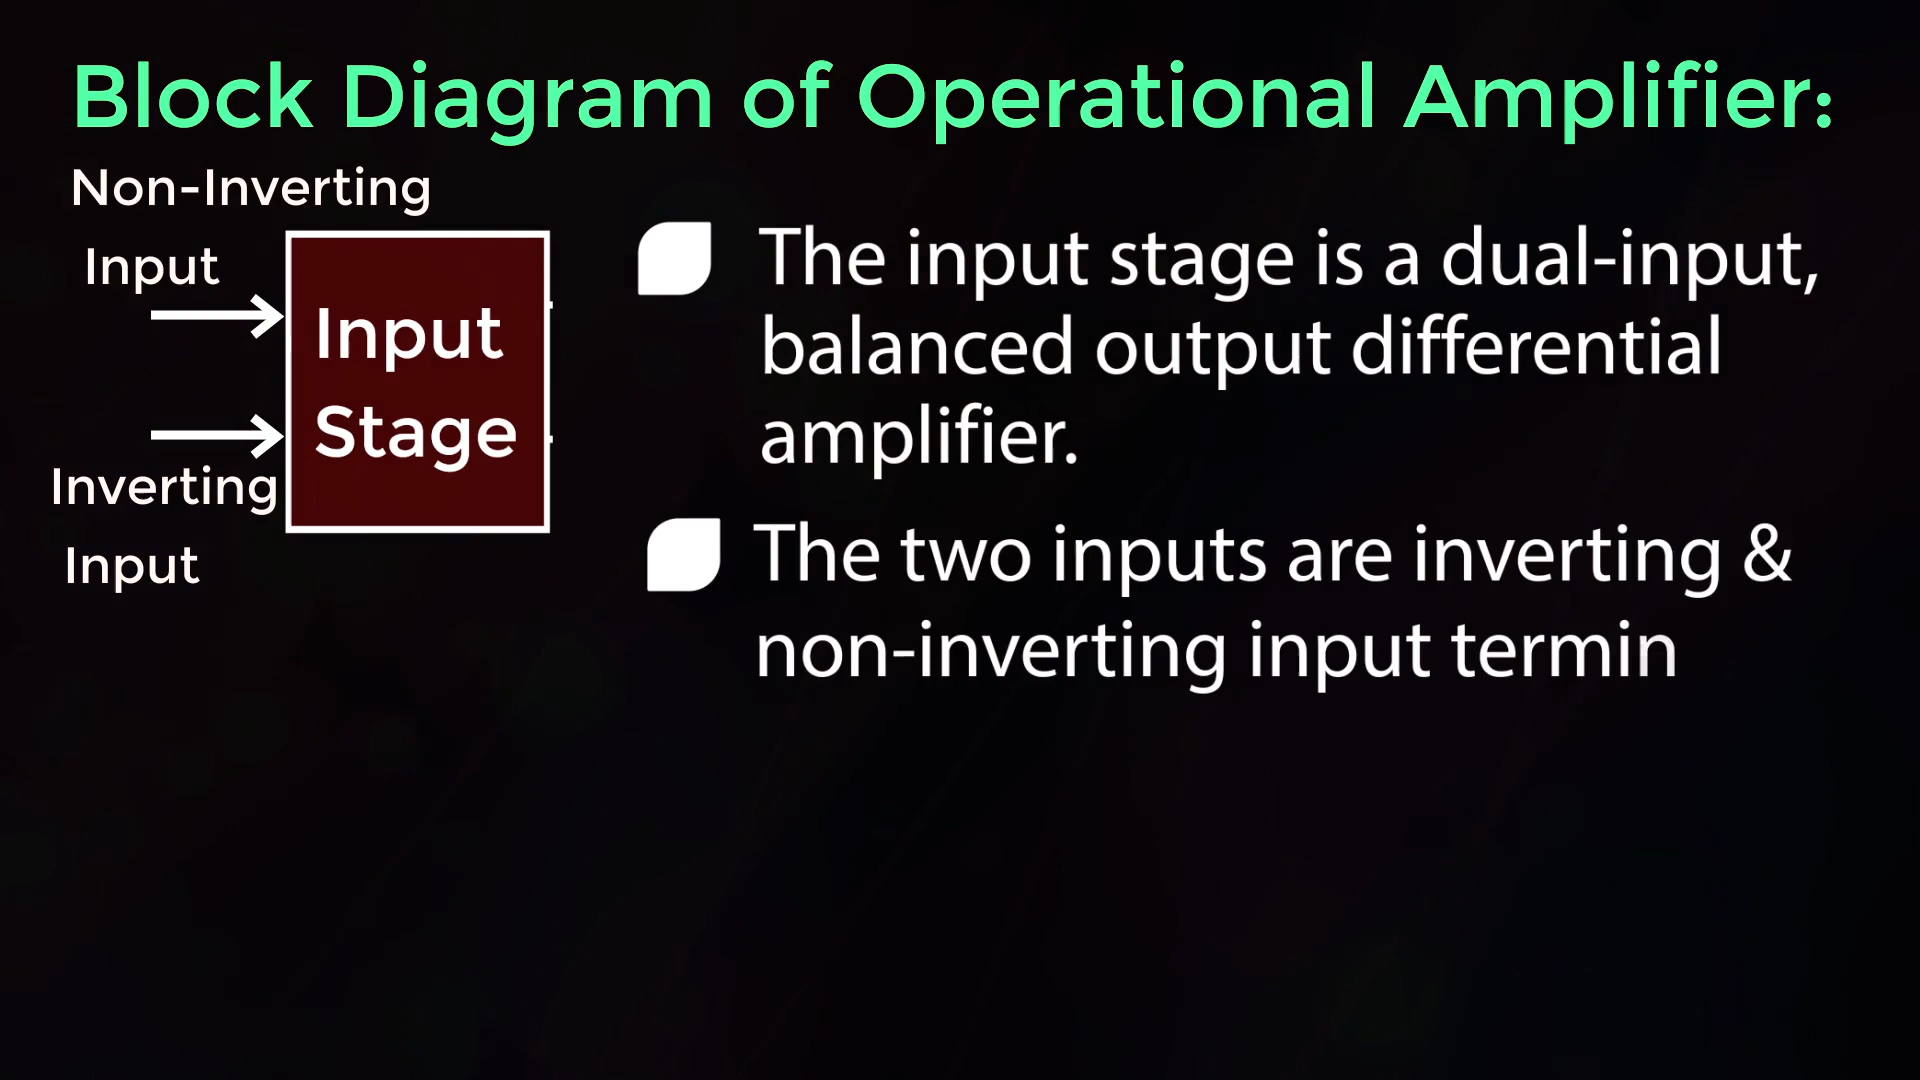 Block Diagram of Operational Amplifier:
Non-Inverting
Input
Input
Stage
Inverting
Input
The input stage is a dual-input,
balanced output differential
amplifier.
The two inputs are inverting &
non-inverting input termin